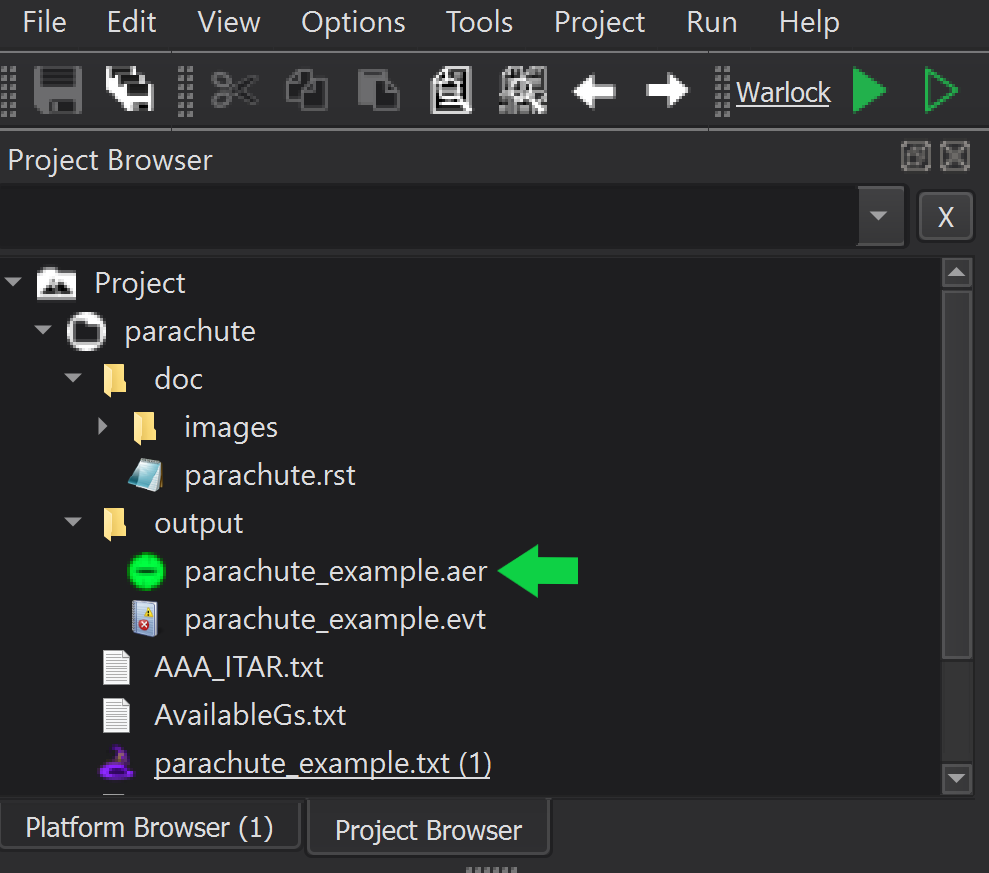 File Edit View Options Tools Project Run Help
Warlock
Project Browser
X
Project
parachute
doc
images
parachute.rst
output
parachute_example.aer
parachute_example.evt
AAA_ITAR.txt
AvailableGs.txt
parachute_example.txt (1)
Platform Browser (1) Project Browser